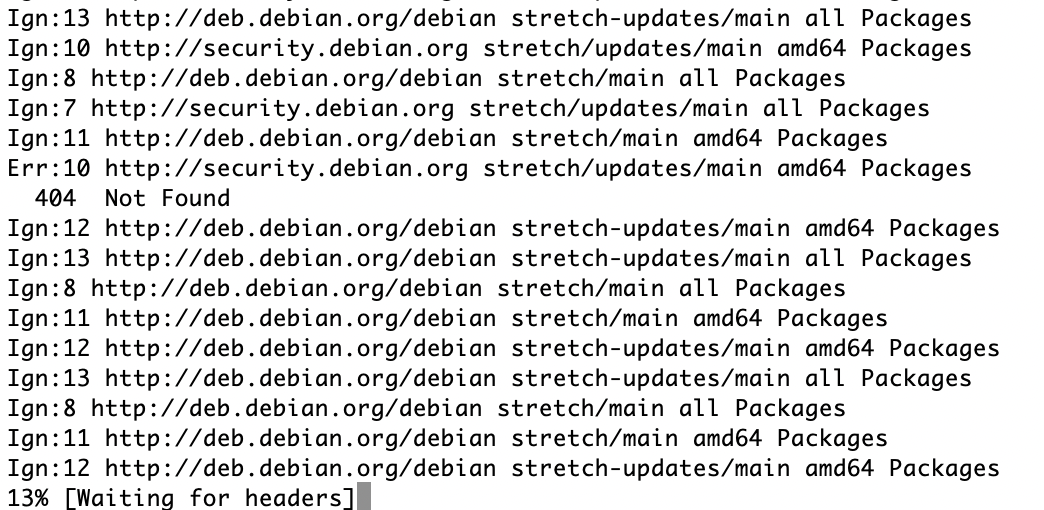 Ign:13 http://deb.debian.org/debian stretch-updates/main all Packages
Ign:10 http://security.debian.org stretch/updates/main amd64 Packages
Ign:8 http://deb.debian.org/debian stretch/main all Packages
Ign:7 http://security.debian.org stretch/updates/main all Packages
Ign:11 http://deb.debian.org/debian stretch/main amd64 Packages
Err:10 http://security.debian.org stretch/updates/main amd64 Packages
  404  Not Found
Ign:12 http://deb.debian.org/debian stretch-updates/main amd64 Packages
Ign:13 http://deb.debian.org/debian stretch-updates/main all Packages
Ign:8 http://deb.debian.org/debian stretch/main all Packages
Ign:11 http://deb.debian.org/debian stretch/main amd64 Packages
Ign:12 http://deb.debian.org/debian stretch-updates/main amd64 Packages
Ign:13 http://deb.debian.org/debian stretch-updates/main all Packages
Ign:8 http://deb.debian.org/debian stretch/main all Packages
Ign:11 http://deb.debian.org/debian stretch/main amd64 Packages
Ign:12 http://deb.debian.org/debian stretch-updates/main amd64 Packages
13% [Waiting for headers]